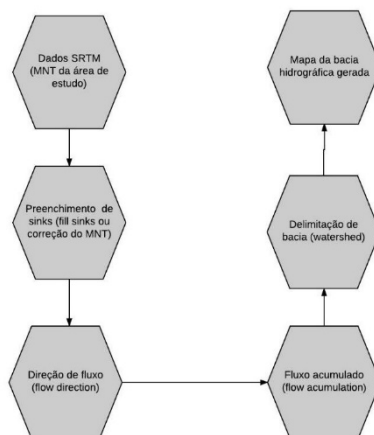 Dados SRTM
(MNT da área de
estudo)
Preenchimento de
sinks (fill sinks ou
correção do MNT)
Direção de fluxo
(flow direction)
Fluxo acumulado
(flow acumulation)
Delimitação de
bacia (watershed)
Mapa da bacia
hidrográfica gerada